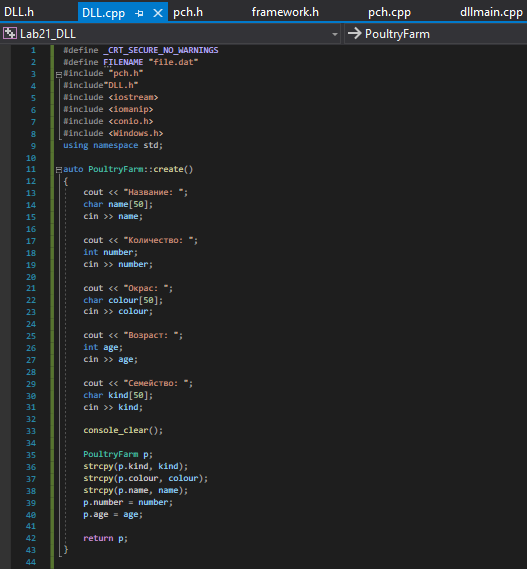 DLL.h DLL.cpp pch.h framework.h pch.cpp dllmain.cpp
Lab21_DLL PoultryFarm
1 #define _CRT_SECURE_NO_WARNINGS
2 #define FILENAME "file.dat"
3 #include "pch.h"
4 #include"DLL.h"
5 #include <iostream>
6 #include <iomanip>
7 #include <conio.h>
8 #include <Windows.h>
9 using namespace std;
10
11 auto PoultryFarm::create()
12 {
13 cout << "Название: ";
14 char name[50];
15 cin >> name;
16
17 cout << "Количество: ";
18 int number;
19 cin >> number;
20
21 cout << "Окрас: ";
22 char colour[50];
23 cin >> colour;
24
25 cout << "Возраст: ";
26 int age;
27 cin >> age;
28
29 cout << "Семейство: ";
30 char kind[50];
31 cin >> kind;
32
33 console_clear();
34
35 PoultryFarm p;
36 strcpy(p.kind, kind);
37 strcpy(p.colour, colour);
38 strcpy(p.name, name);
39 p.number = number;
40 p.age = age;
41
42 return p;
43 }
44